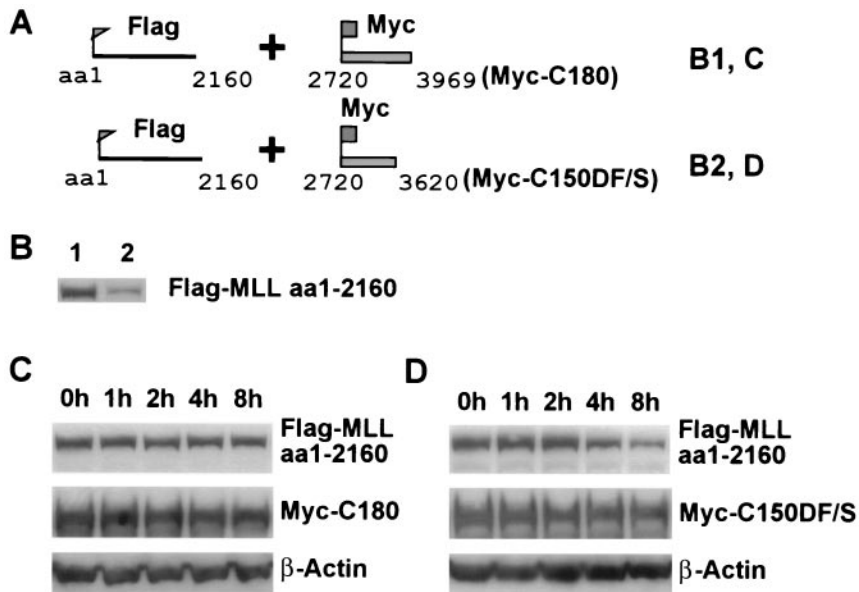 A
Flag + Myc
aa1 2160 2720 3969 (Myc-C180) B1, C
Flag + Myc
aa1 2160 2720 3620 (Myc-C150DF/S) B2, D
B
1 2
Flag-MLL aa1-2160
C
0h 1h 2h 4h 8h
Flag-MLL
aa1-2160
Myc-C180
β-Actin
D
0h 1h 2h 4h 8h
Flag-MLL
aa1-2160
Myc-C150DF/S
β-Actin